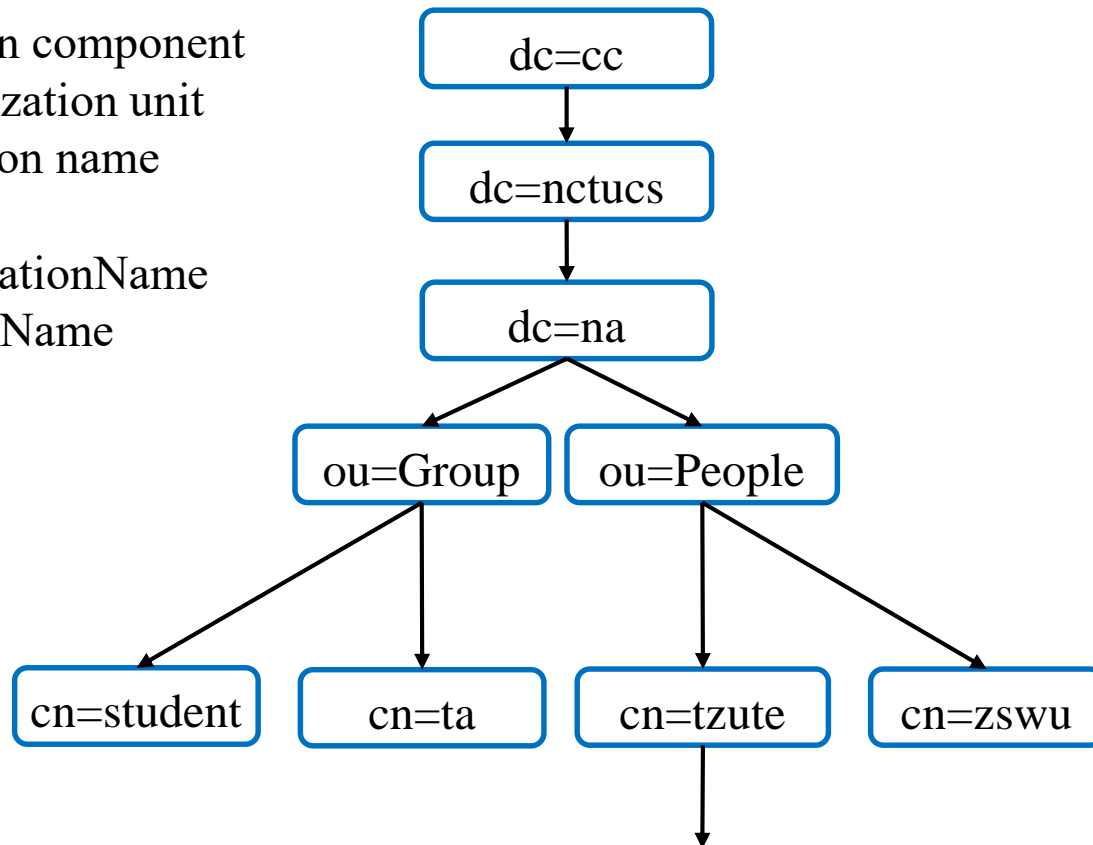 n component
zation unit
on name
ationName
Name
dc=cc
dc=nctucs
dc=na
ou=Group ou=People
cn=student cn=ta cn=tzute cn=zswu